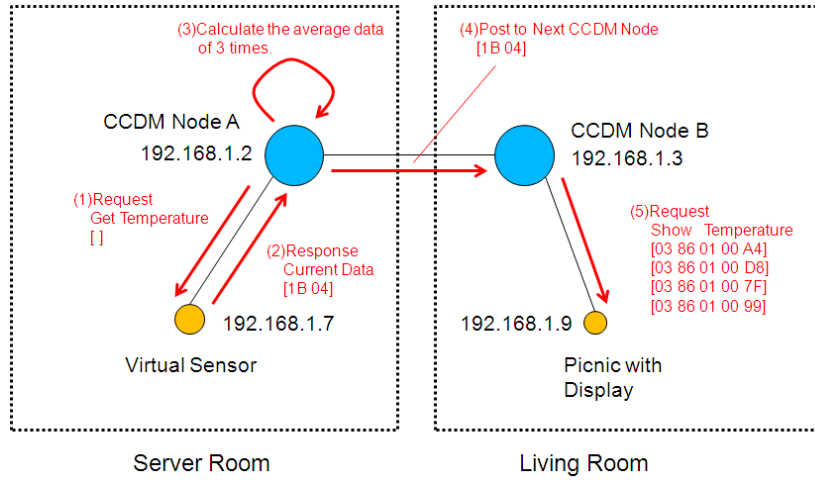 (3)Calculate the average data
of 3 times.
(4)Post to Next CCDM Node
[1B 04]
CCDM Node A
192.168.1.2
CCDM Node B
192.168.1.3
(1)Request
Get Temperature
[ ]
(2)Response
Current Data
[1B 04]
(5)Request
Show Temperature
[03 86 01 00 A4]
[03 86 01 00 D8]
[03 86 01 00 7F]
[03 86 01 00 99]
192.168.1.7
192.168.1.9
Virtual Sensor
Picnic with
Display
Server Room
Living Room